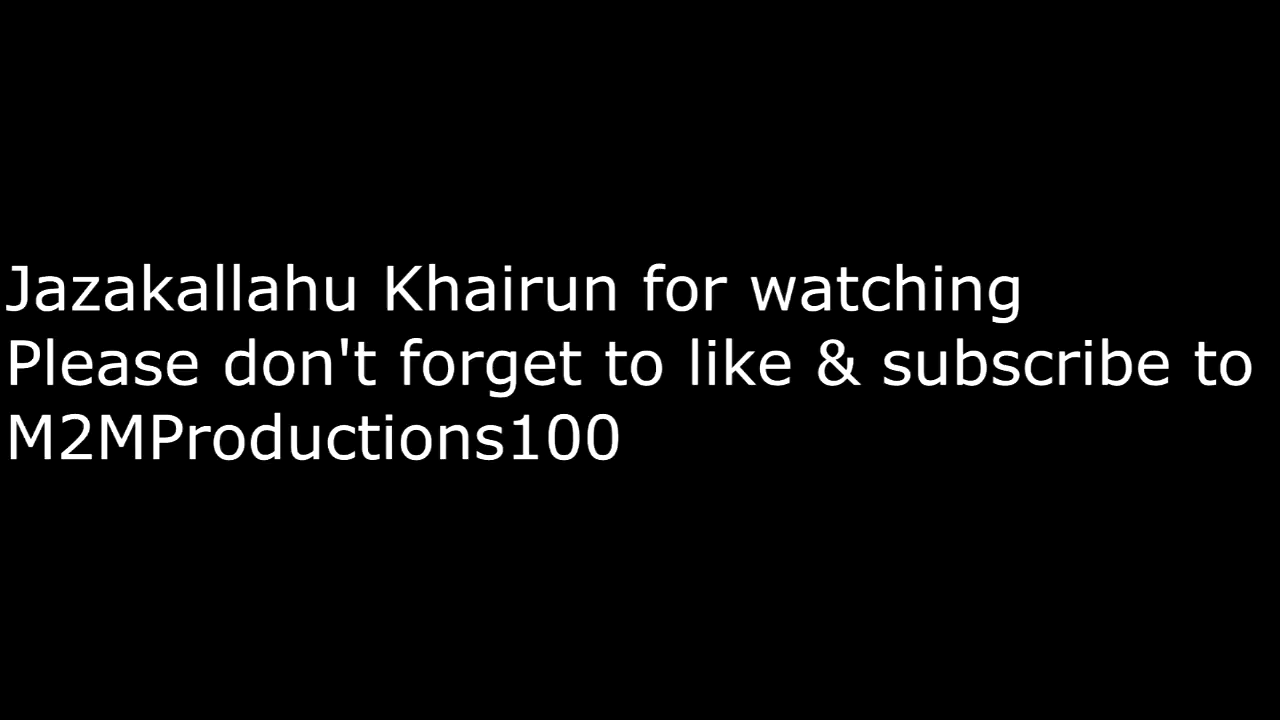 Jazakallahu Khairun for watching
Please don't forget to like & subscribe to
M2MProductions100